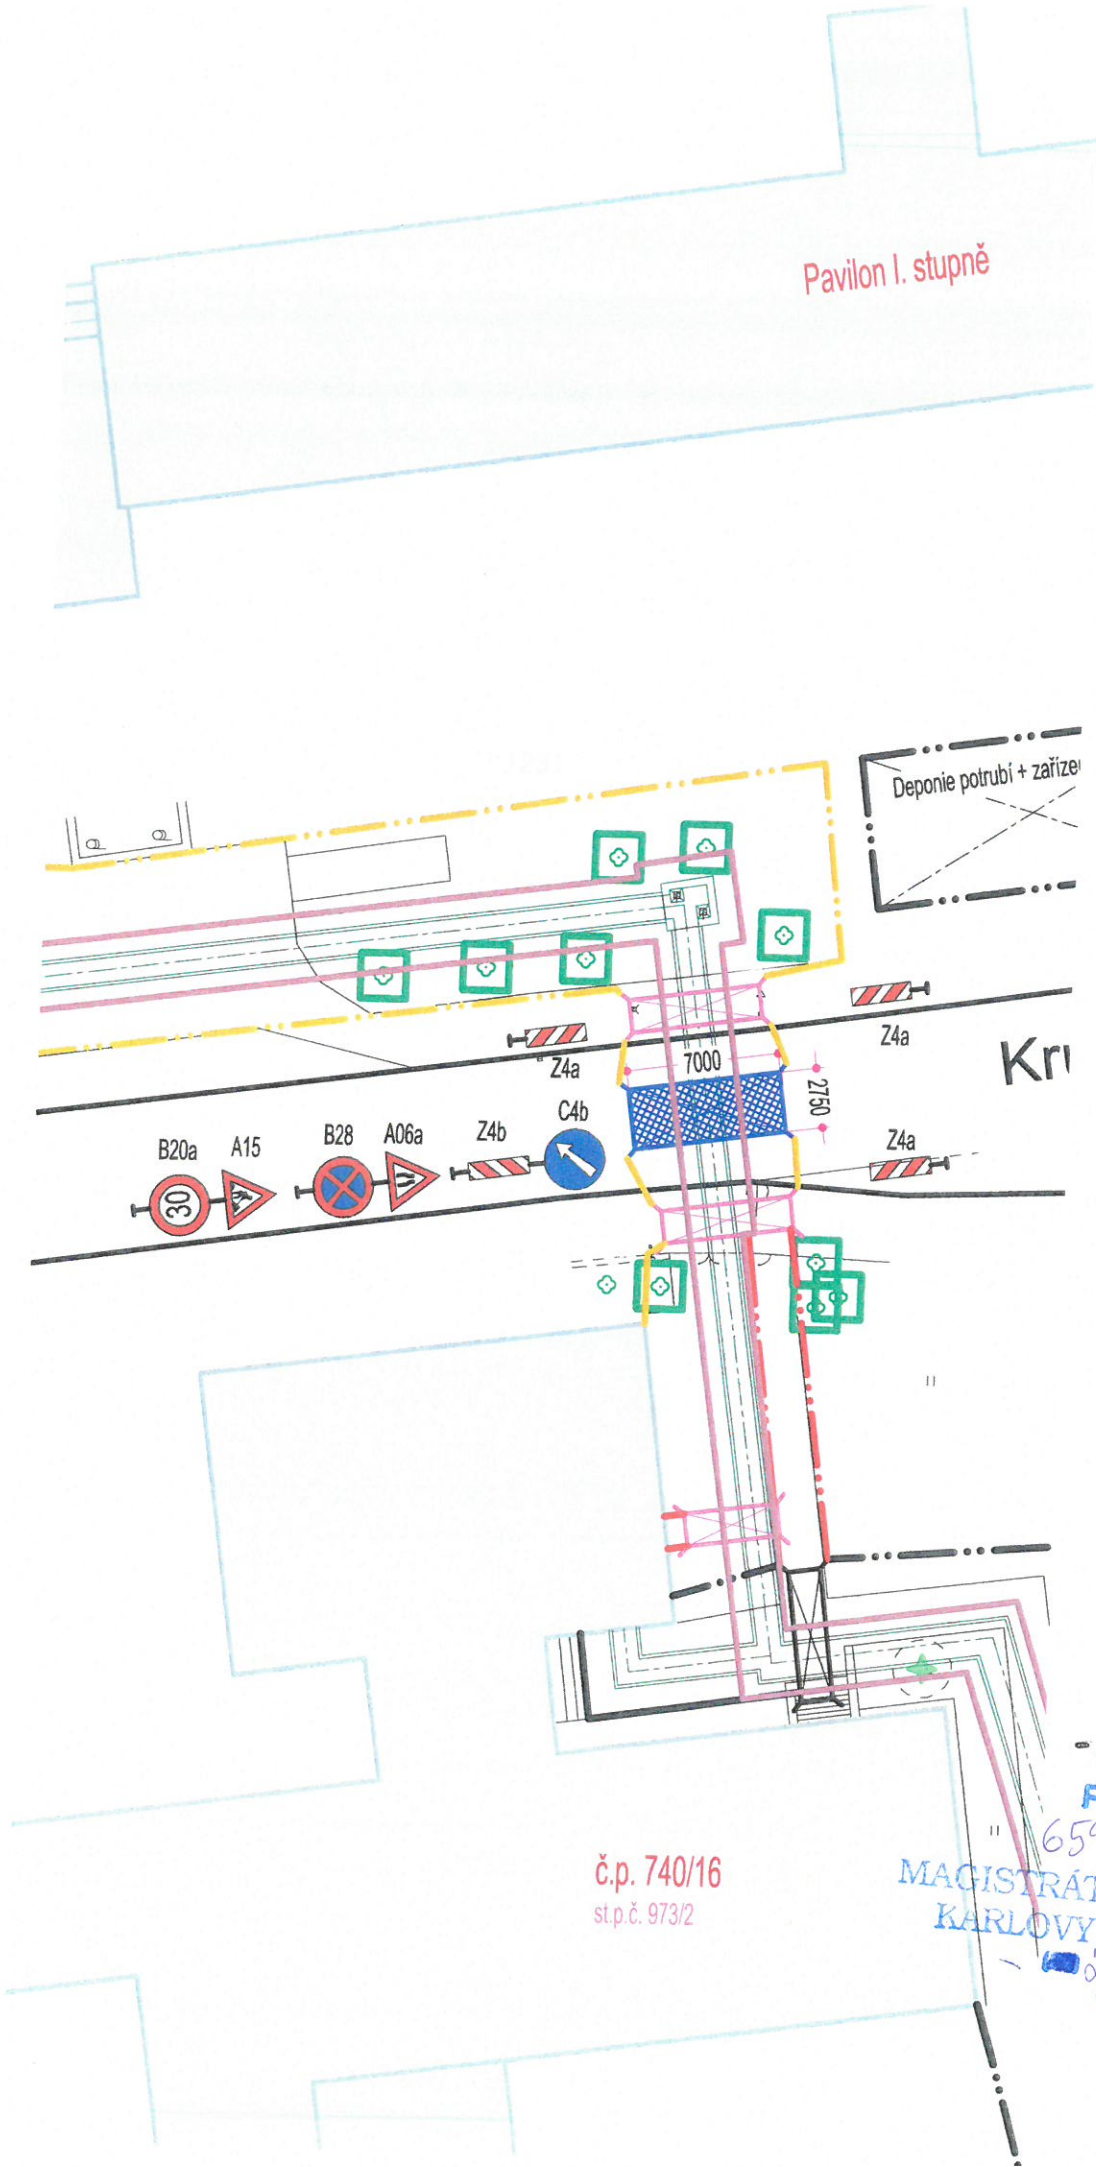 Pavilon I. stupně
Deponie potrubí + zaříze
Z4a
Z4a
7000
2750
Kr
B20a
A15
B28
A06a
Z4b
C4b
Z4a
30
č.p. 740/16
st.p.č. 973/2
MAGISTRÁT
KARLOVY